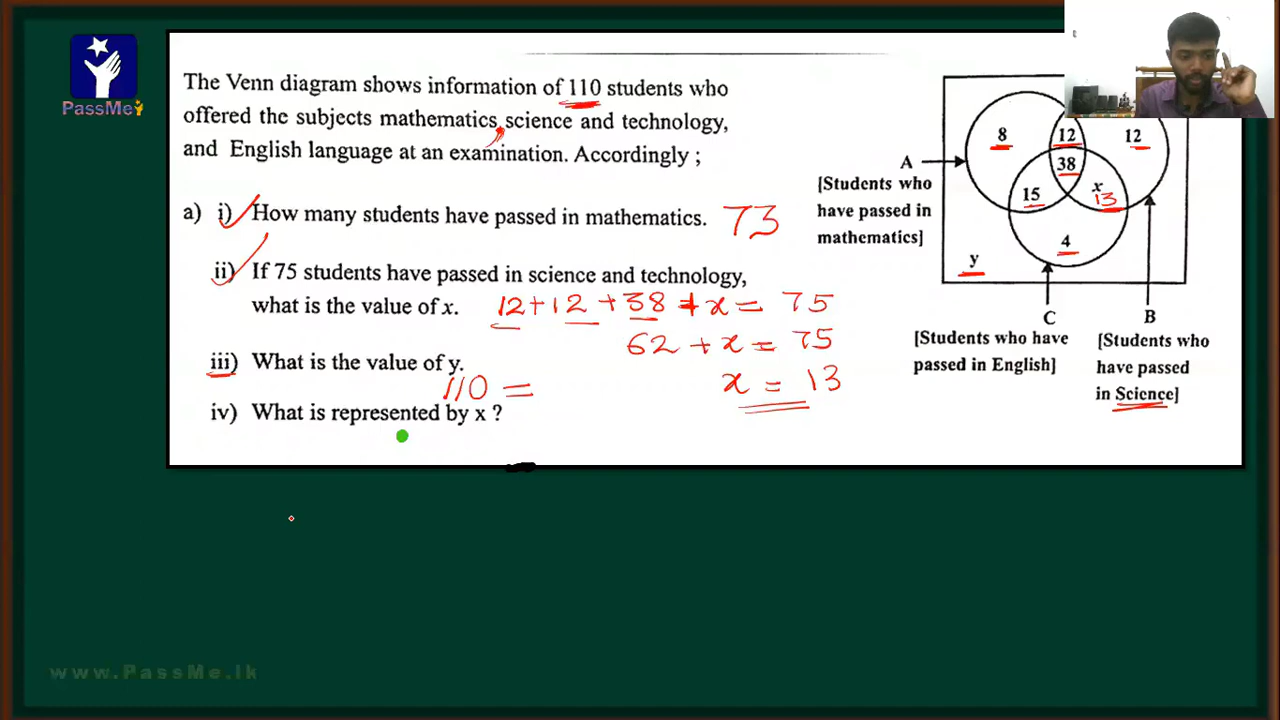 PassMe
The Venn diagram shows information of 110 students who
offered the subjects mathematics science and technology,
and English language at an examination. Accordingly ;
a) i) How many students have passed in mathematics. 73
ii) If 75 students have passed in science and technology,
what is the value of x. 12 + 12 + 38 + x = 75
62 + x = 75
iii) What is the value of y.
110 =
x = 13
iv) What is represented by x ?
8
12
12
38
15
x
13
4
y
A
[Students who
have passed in
mathematics]
C
[Students who have
passed in English]
B
[Students who
have passed
in Science]
www.PassMe.lk